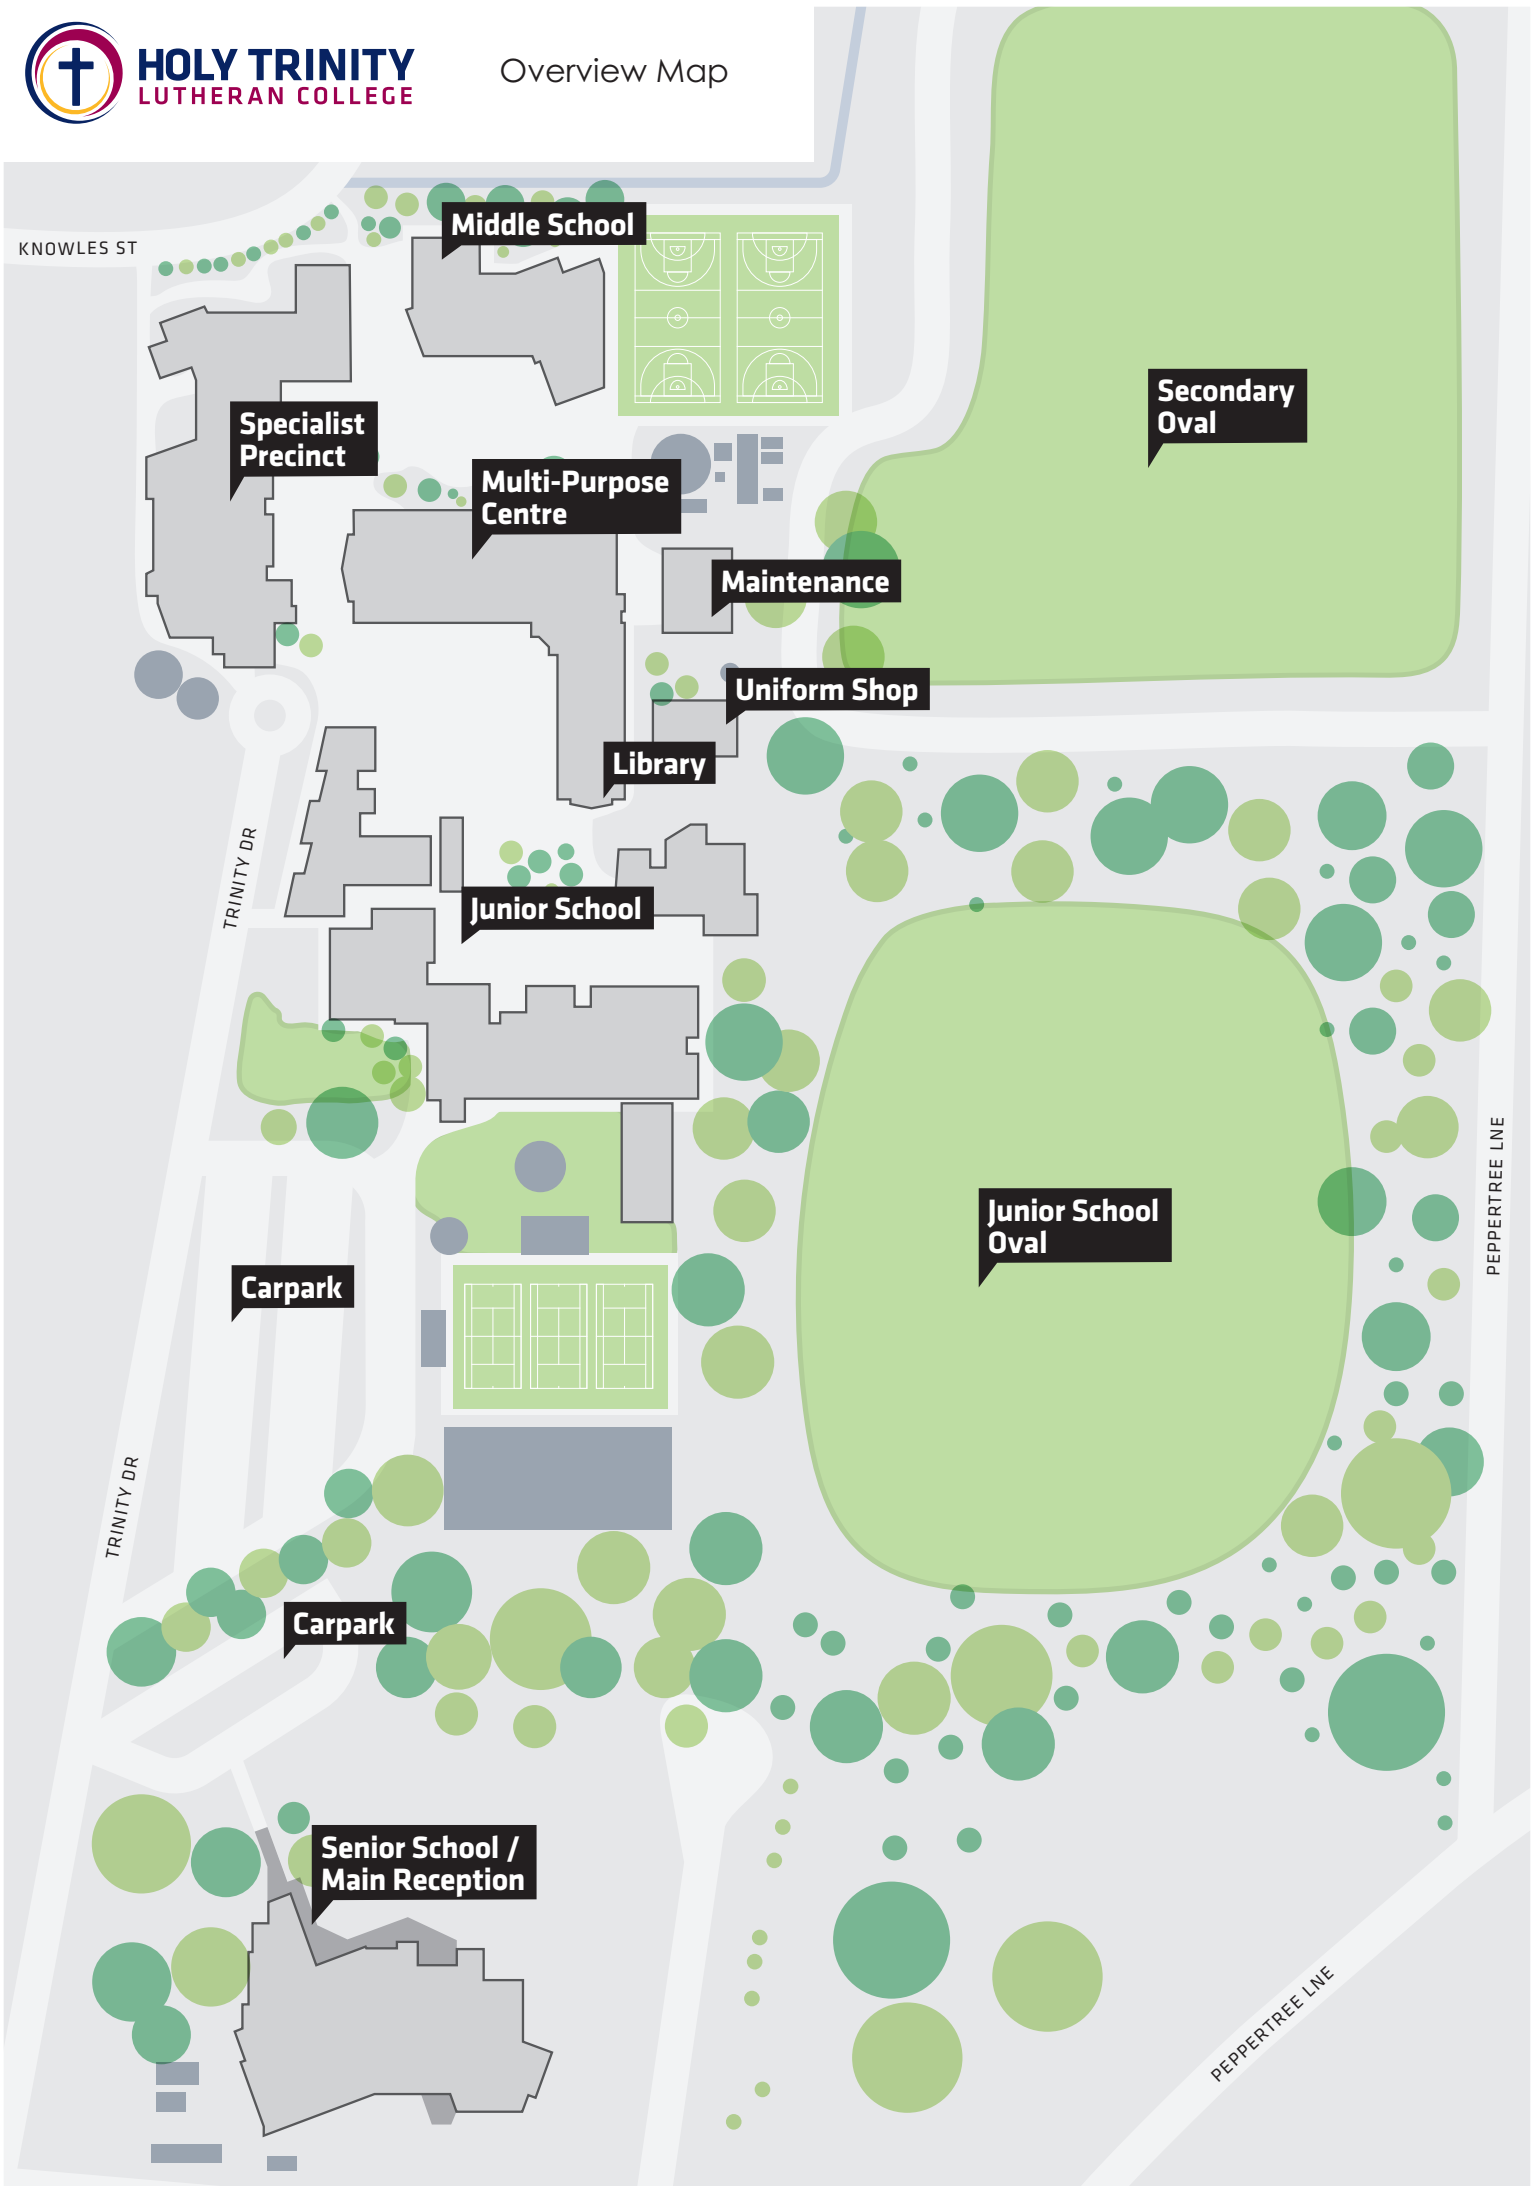 HOLY TRINITY
LUTHERAN COLLEGE
Overview Map
Middle School
KNOWLES ST
Secondary
Oval
Specialist
Precinct
Multi-Purpose
Centre
Maintenance
Uniform Shop
Library
TRINITY DR
Junior School
PEPPERTREE LNE
Junior School
Oval
Carpark
TRINITY DR
Carpark
Senior School /
Main Reception
PEPPERTREE LNE